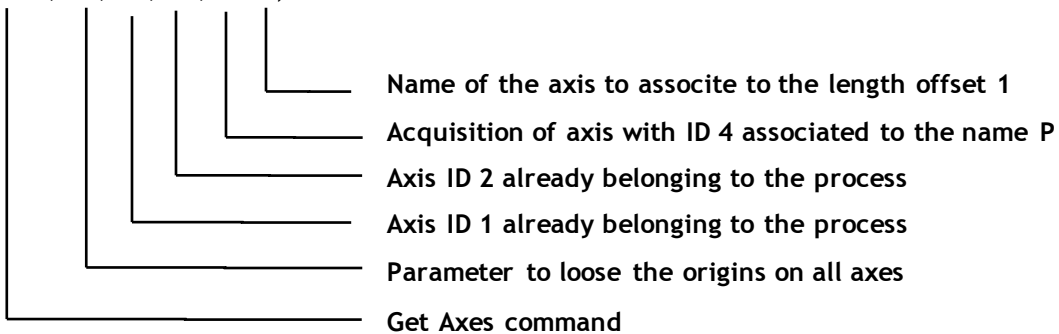 Name of the axis to associte to the length offset 1
Acquisition of axis with ID 4 associated to the name P
Axis ID 2 already belonging to the process
Axis ID 1 already belonging to the process
Parameter to loose the origins on all axes
Get Axes command